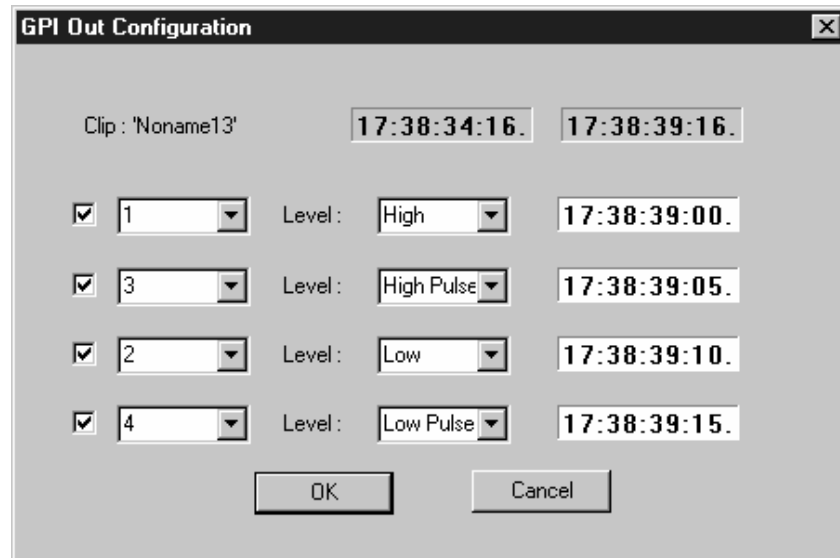 GPI Out Configuration
Clip : 'Noname13' 17:38:34:16. 17:38:39:16.
1 Level : High 17:38:39:00.
3 Level : High Pulse 17:38:39:05.
2 Level : Low 17:38:39:10.
4 Level : Low Pulse 17:38:39:15.
OK Cancel